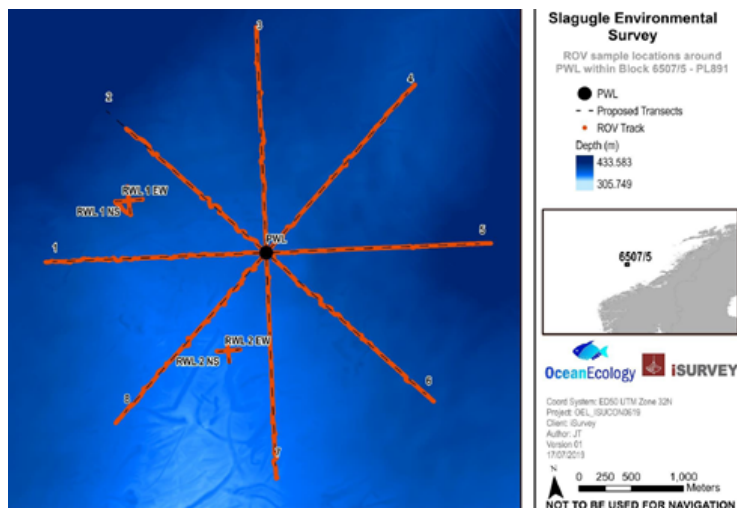 3
4
2
RWL 1 EW
RWL 1 NS
PWL
5
1
RWL 2 EW
RWL 2 NS
8
6
7
Slagugle Environmental
Survey
ROV sample locations around
PWL within Block 6507/5 - PL891
PWL
Proposed Transects
ROV Track
Depth (m)
433.583
305.749
6507/5
OceanEcology
iSURVEY
Coord System: ED50 UTM Zone 32N
Project: OEL_ISUCON0619
Client: iSurvey
Author: JT
Version 01
17/07/2019
N
0 250 500 1,000
Meters
NOT TO BE USED FOR NAVIGATION